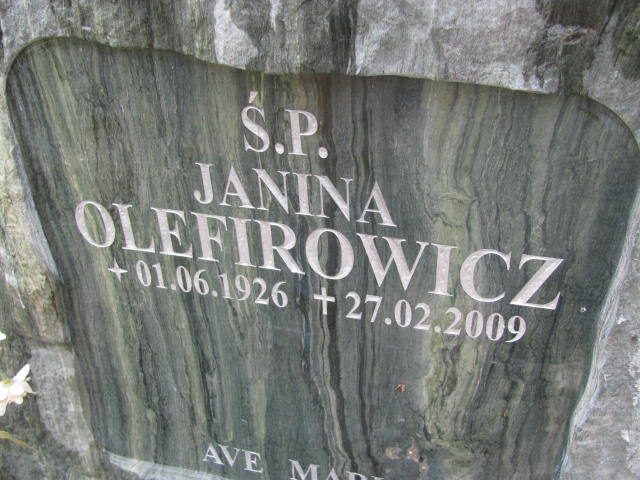 Ś.P.
JANINA
OLEFIROWICZ
+ 01.06.1926 + 27.02.2009
AVE